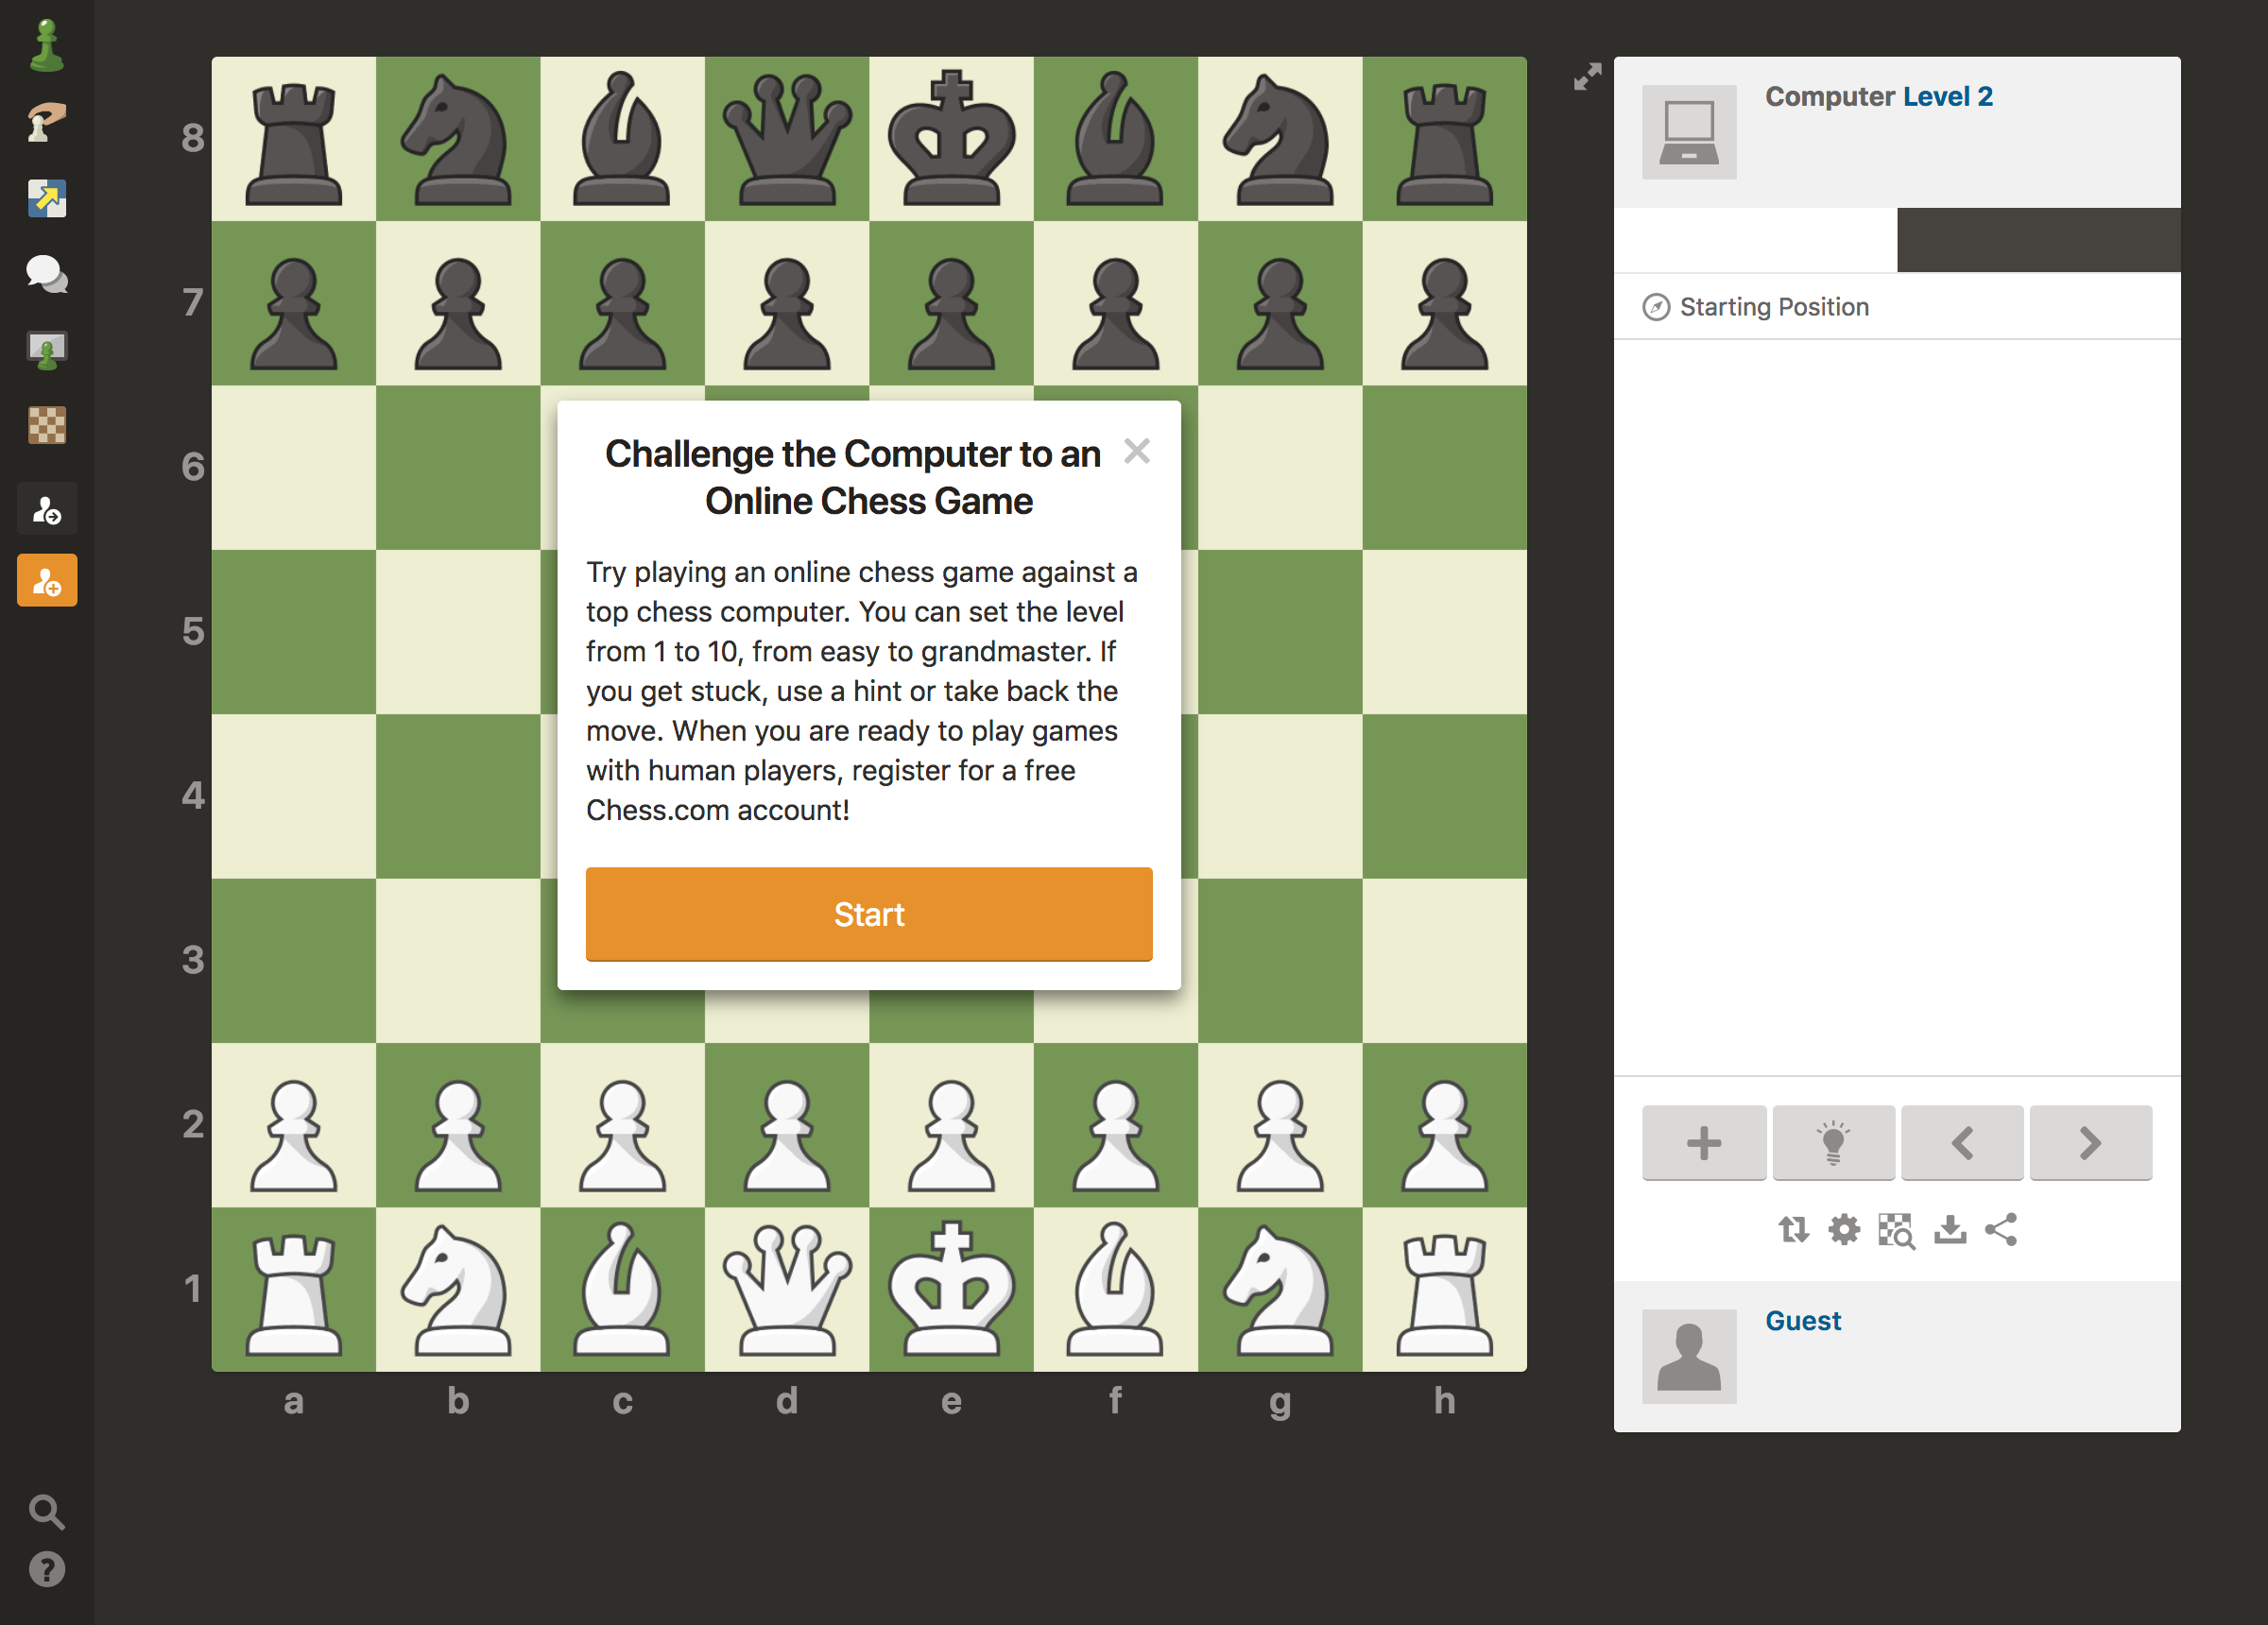 8
7
6
5
4
3
2
1
a b c d e f g h
Challenge the Computer to an
Online Chess Game
Try playing an online chess game against a
top chess computer. You can set the level
from 1 to 10, from easy to grandmaster. If
you get stuck, use a hint or take back the
move. When you are ready to play games
with human players, register for a free
Chess.com account!
Start
Computer Level 2
Starting Position
Guest